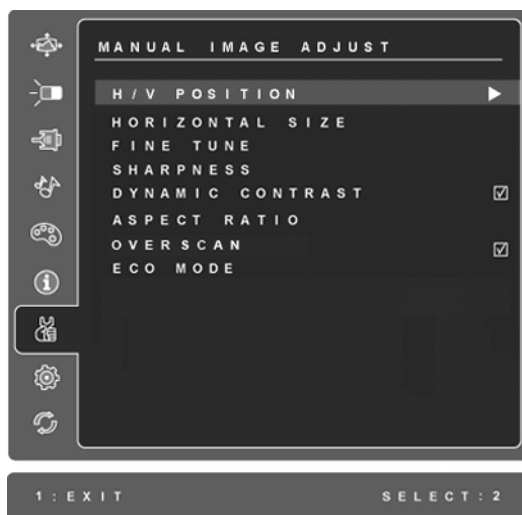 MANUAL IMAGE ADJUST
H/V POSITION
HORIZONTAL SIZE
FINE TUNE
SHARPNESS
DYNAMIC CONTRAST
ASPECT RATIO
OVERSCAN
ECO MODE
1:EXIT SELECT:2